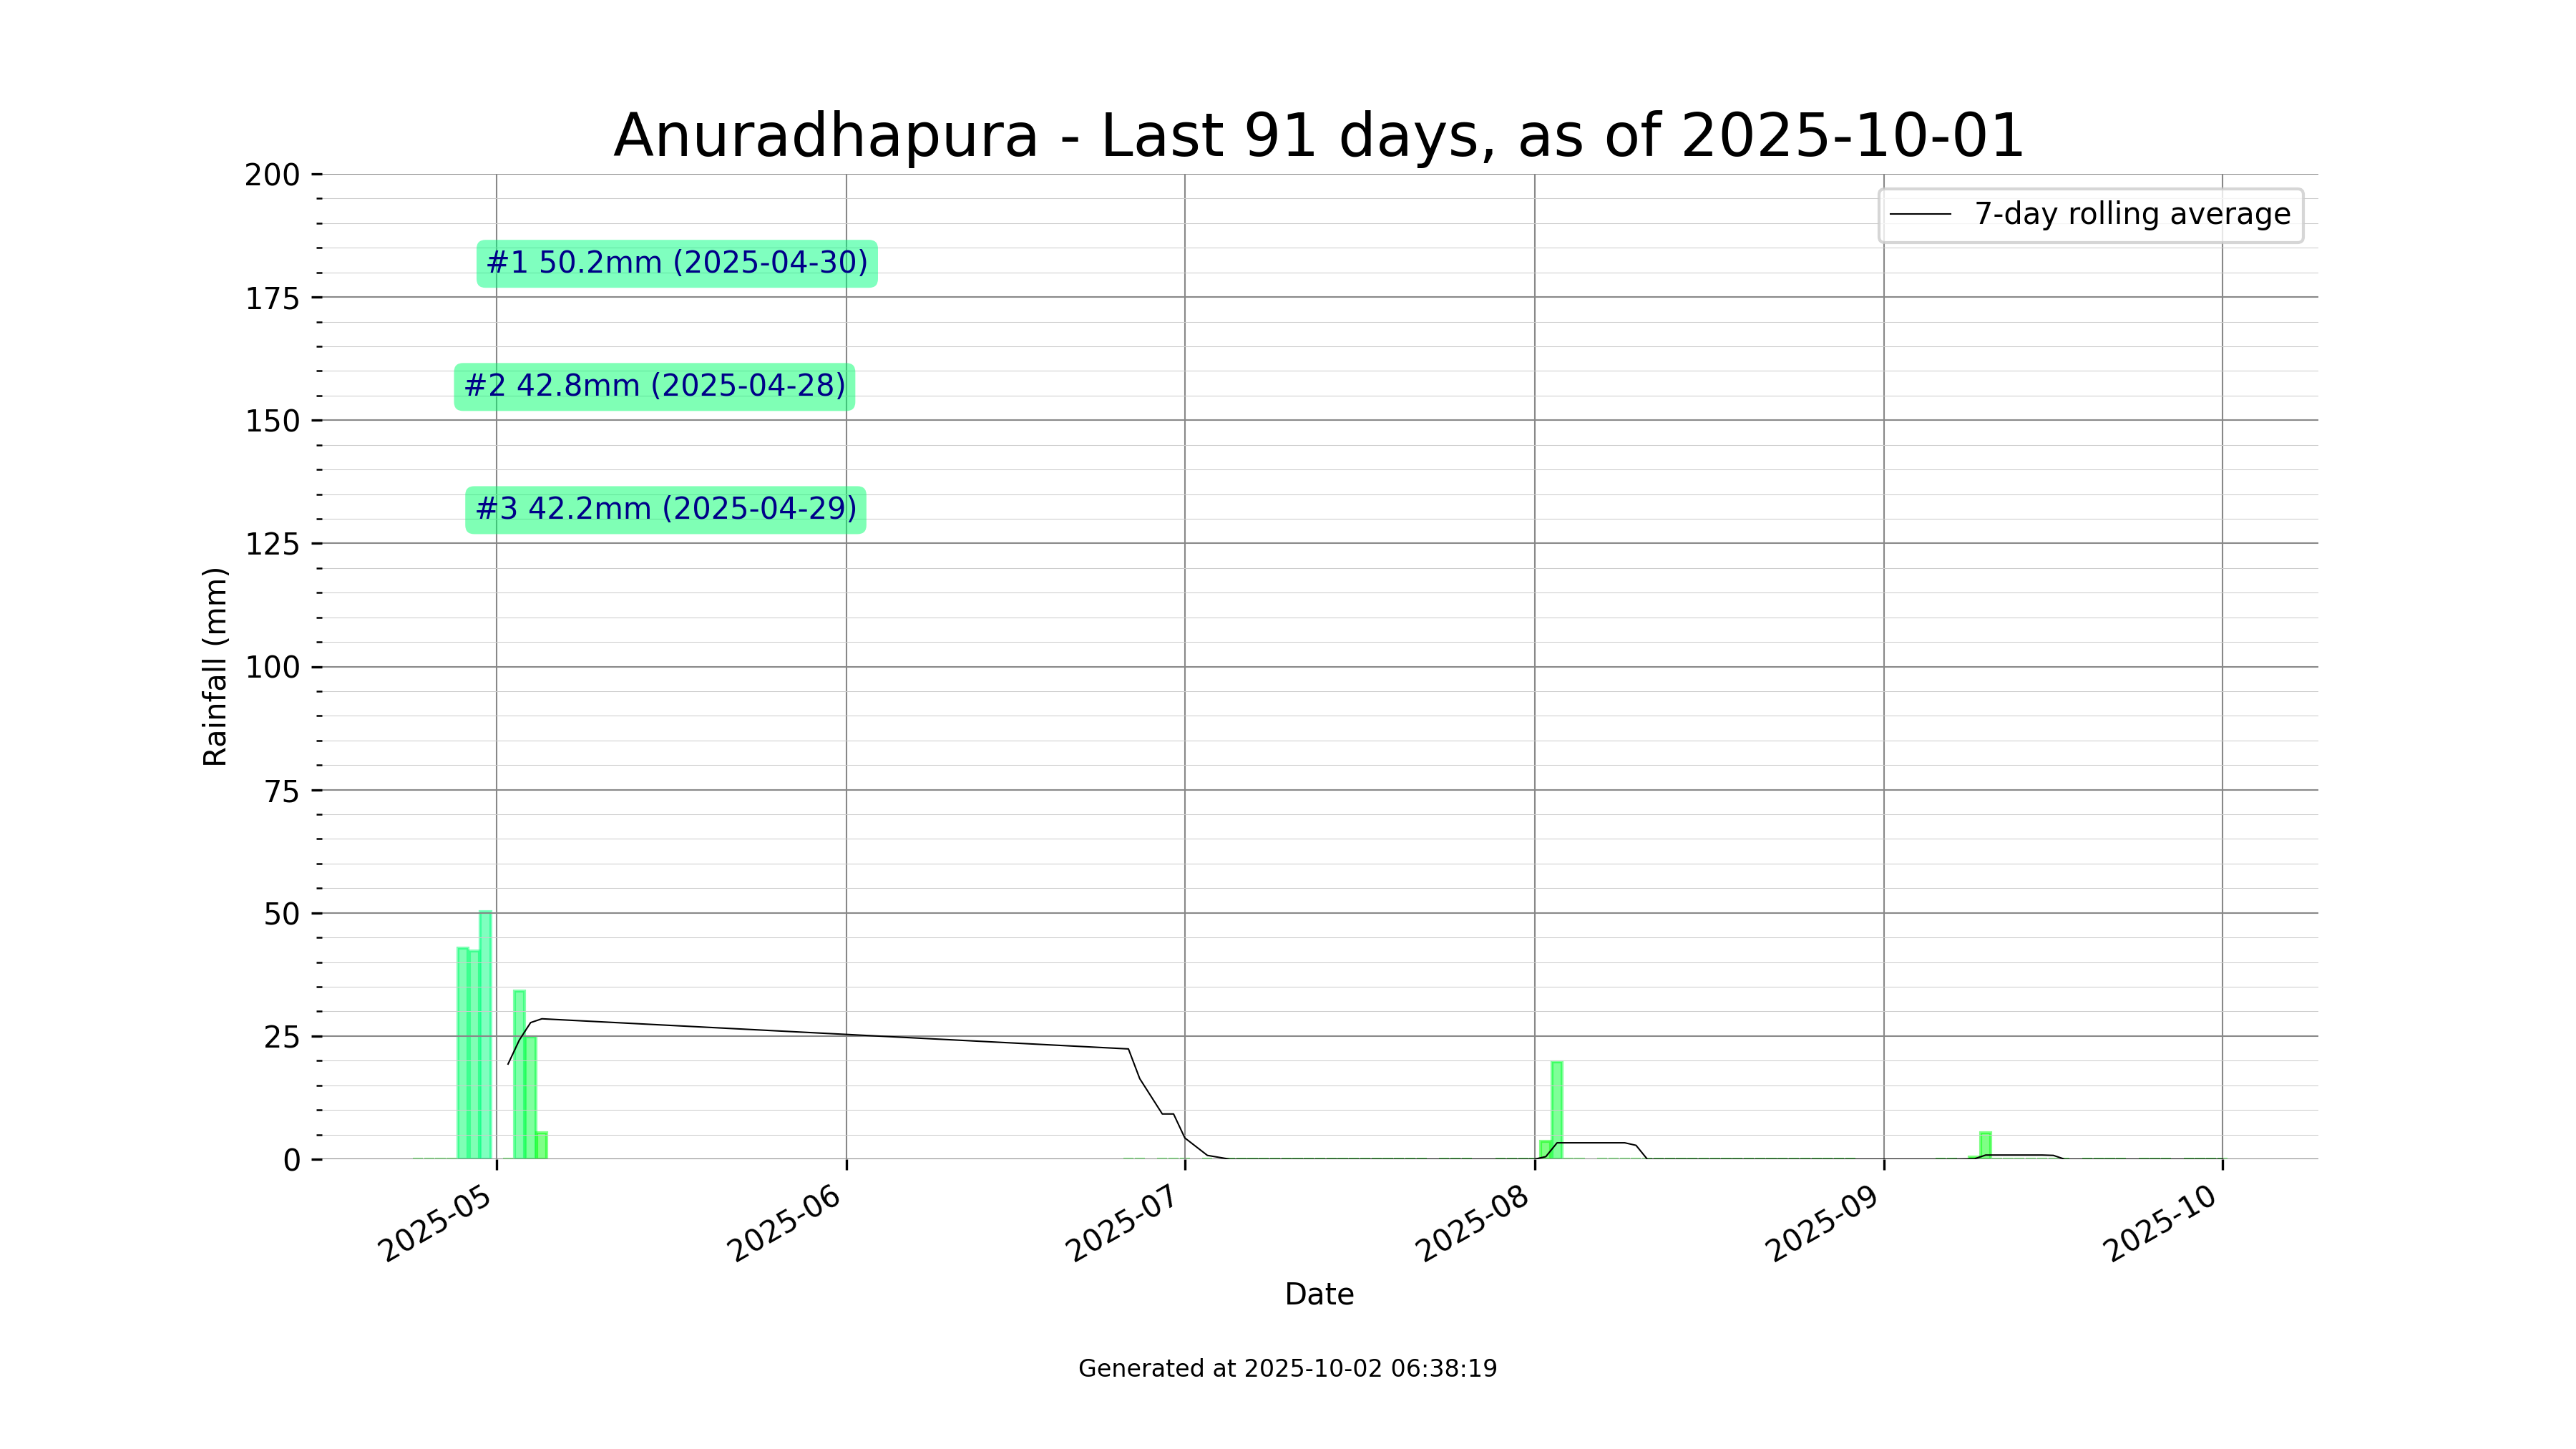 Anuradhapura - Last 91 days, as of 2025-10-01
200
7-day rolling average
#1 50.2mm (2025-04-30)
175
#2 42.8mm (2025-04-28)
150
#3 42.2mm (2025-04-29)
125
Rainfall (mm)
100
75
50
25
0
2025-05
2025-06
2025-07
2025-08
2025-09
2025-10
Date
Generated at 2025-10-02 06:38:19